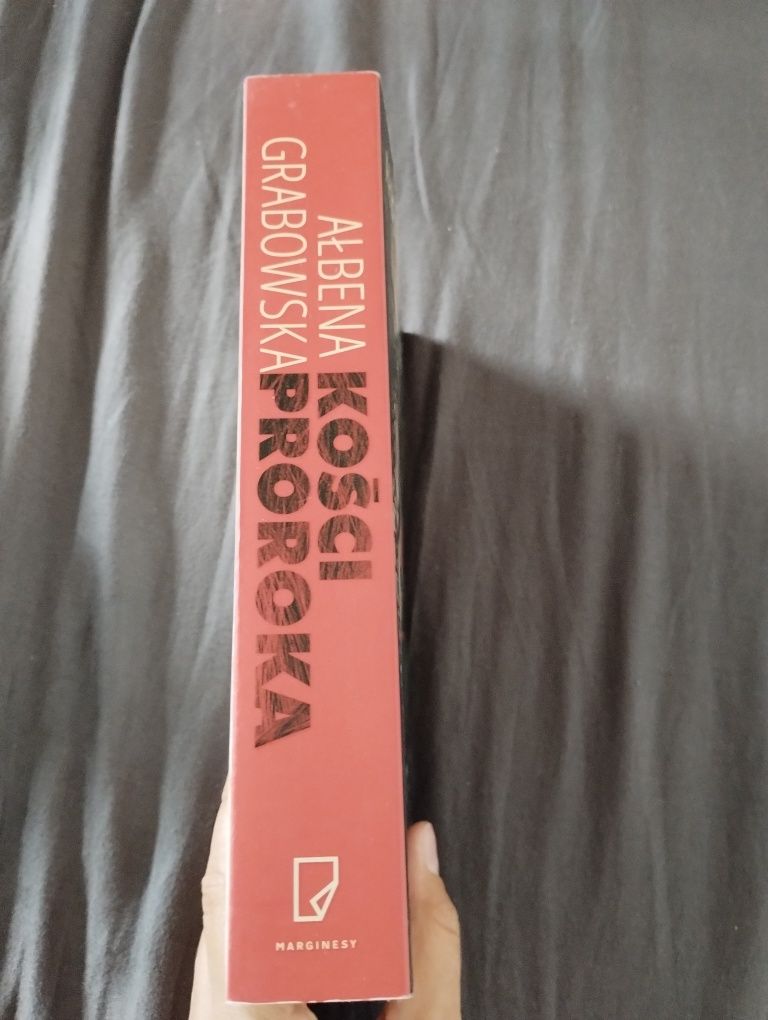 AŁBENA
GRABOWSKA
KOŚCI
PROROKA
MARGINESY